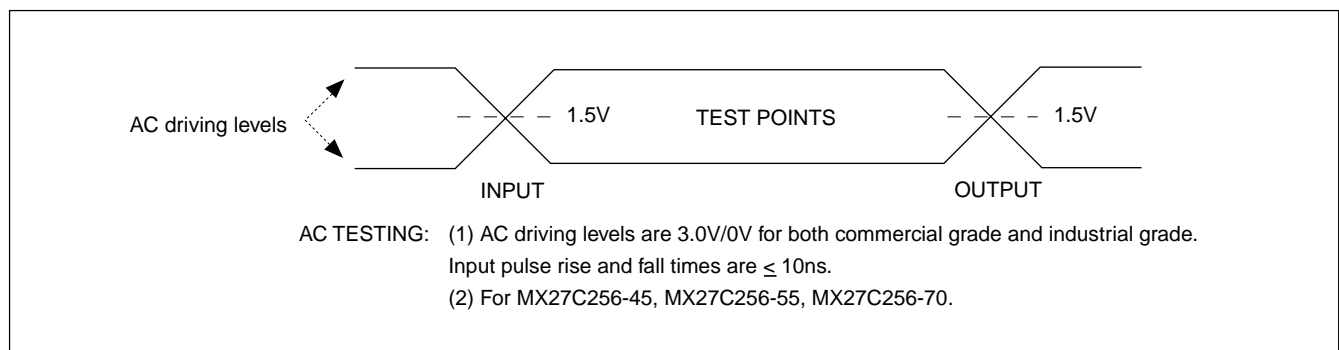 AC driving levels
1.5V
TEST POINTS
1.5V
INPUT
OUTPUT
AC TESTING: (1) AC driving levels are 3.0V/0V for both commercial grade and industrial grade.
Input pulse rise and fall times are ≤ 10ns.
(2) For MX27C256-45, MX27C256-55, MX27C256-70.